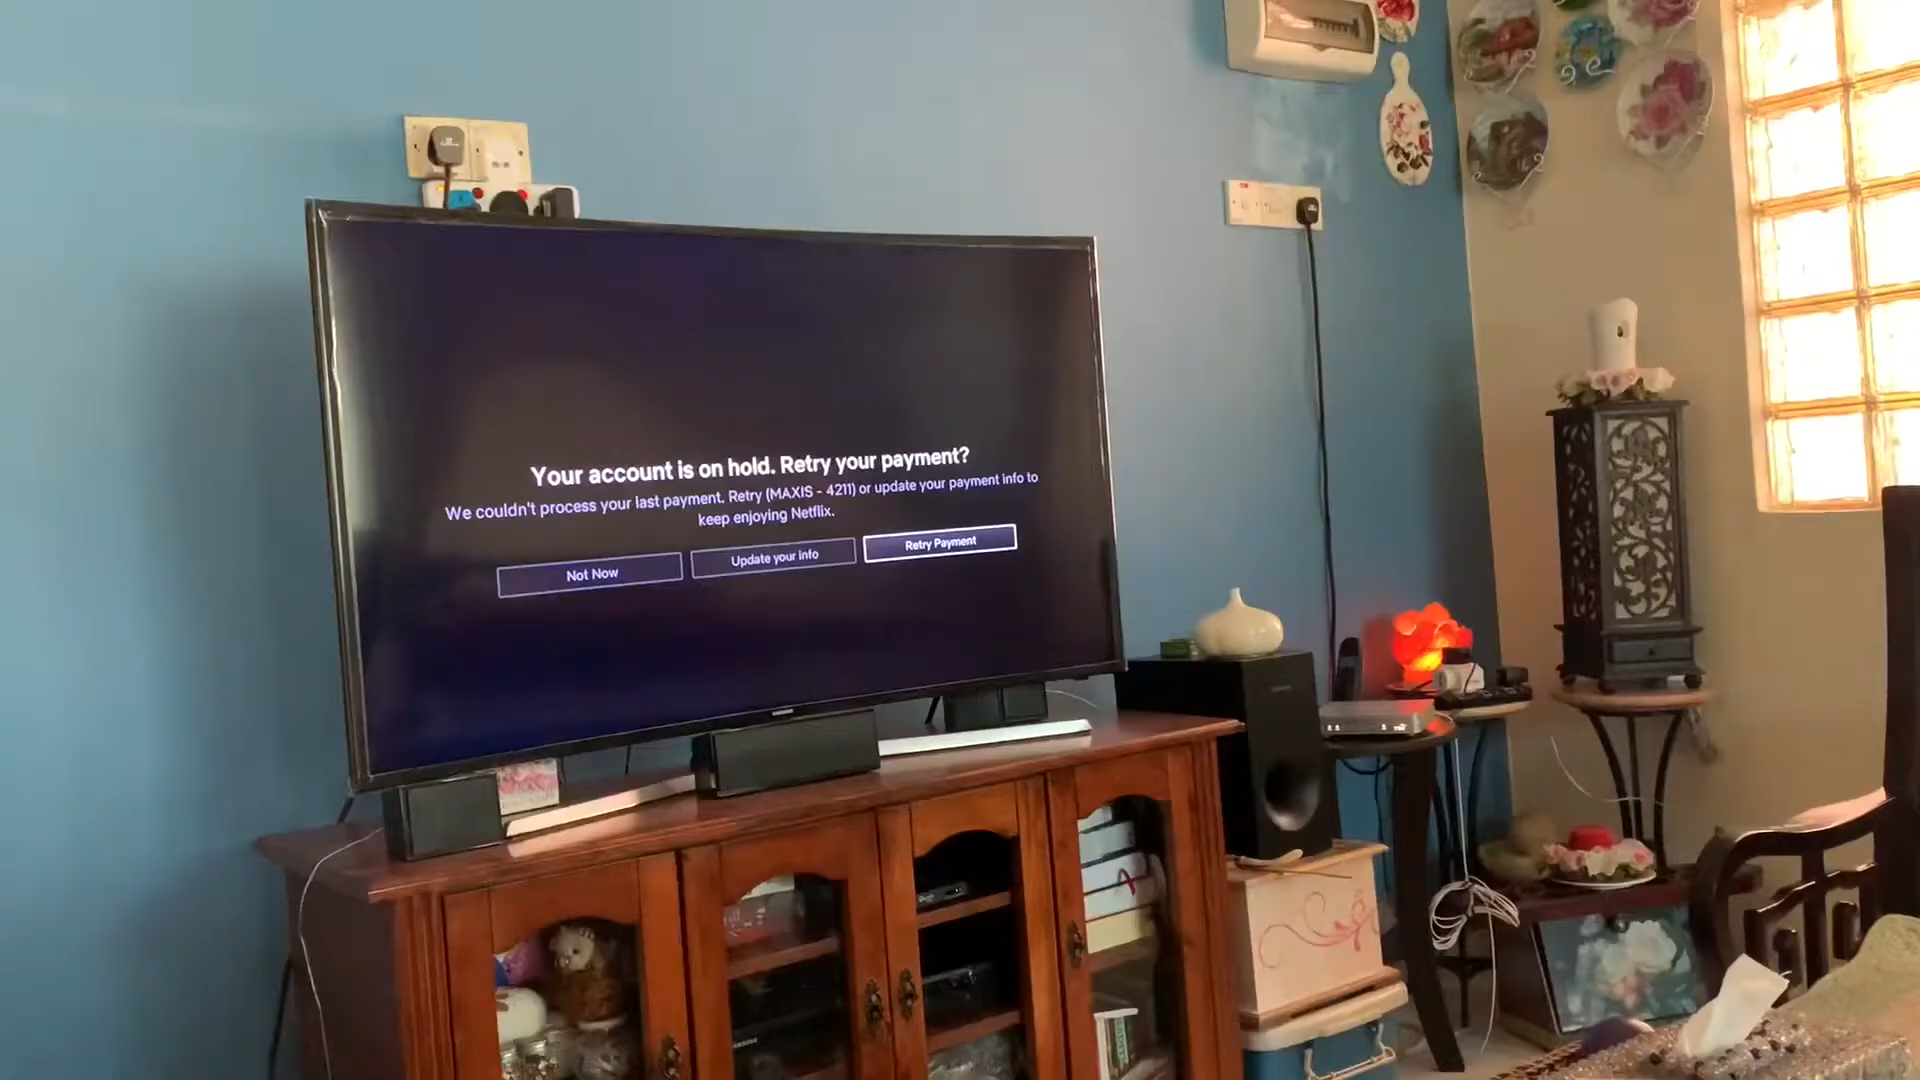 Your account is on hold. Retry your payment?
We couldn't process your last payment. Retry (MAXIS - 4211) or update your payment info to
keep enjoying Netflix.
Not Now
Update your info
Retry Payment
SAMSUNG